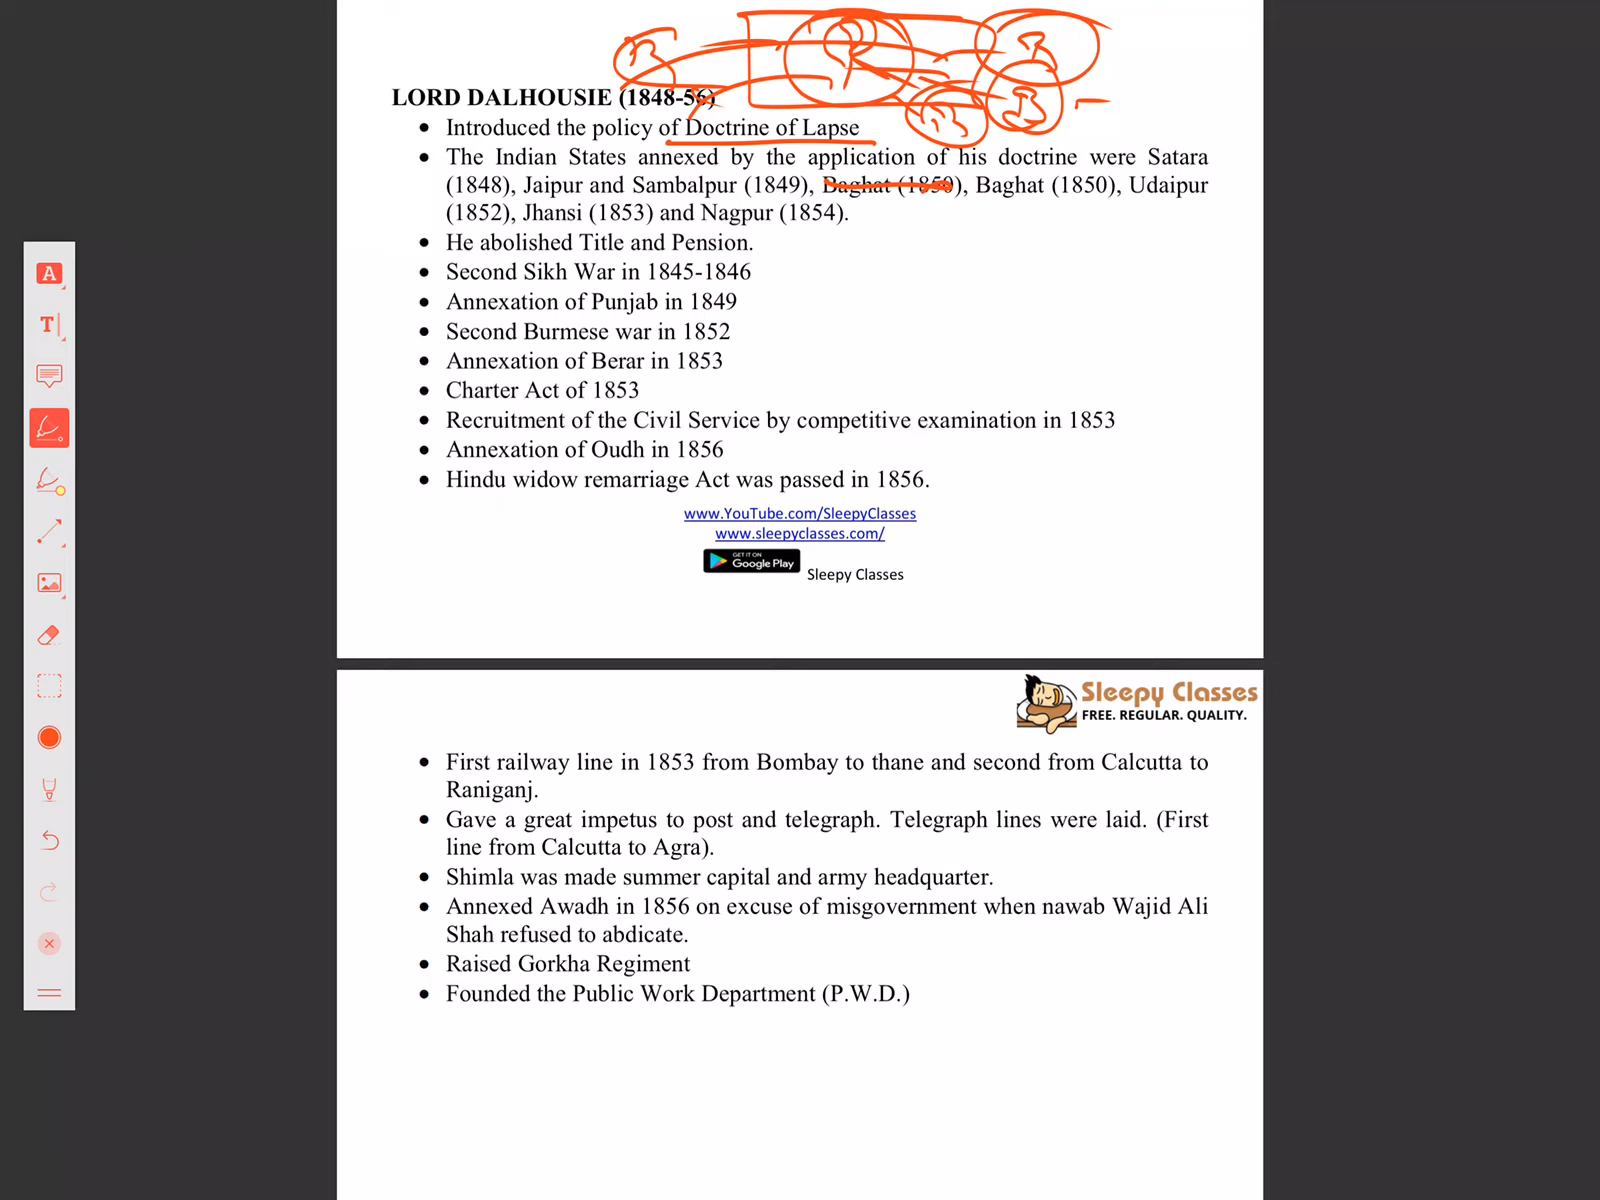 LORD DALHOUSIE (1848-56)
• Introduced the policy of Doctrine of Lapse
• The Indian States annexed by the application of his doctrine were Satara
(1848), Jaipur and Sambalpur (1849), Baghat (1850), Baghat (1850), Udaipur
(1852), Jhansi (1853) and Nagpur (1854).
• He abolished Title and Pension.
• Second Sikh War in 1845-1846
• Annexation of Punjab in 1849
• Second Burmese war in 1852
• Annexation of Berar in 1853
• Charter Act of 1853
• Recruitment of the Civil Service by competitive examination in 1853
• Annexation of Oudh in 1856
• Hindu widow remarriage Act was passed in 1856.
www.YouTube.com/SleepyClasses
www.sleepyclasses.com/
GET IT ON
Google Play
Sleepy Classes
Sleepy Classes
FREE. REGULAR. QUALITY.
• First railway line in 1853 from Bombay to thane and second from Calcutta to
Raniganj.
• Gave a great impetus to post and telegraph. Telegraph lines were laid. (First
line from Calcutta to Agra).
• Shimla was made summer capital and army headquarter.
• Annexed Awadh in 1856 on excuse of misgovernment when nawab Wajid Ali
Shah refused to abdicate.
• Raised Gorkha Regiment
• Founded the Public Work Department (P.W.D.)